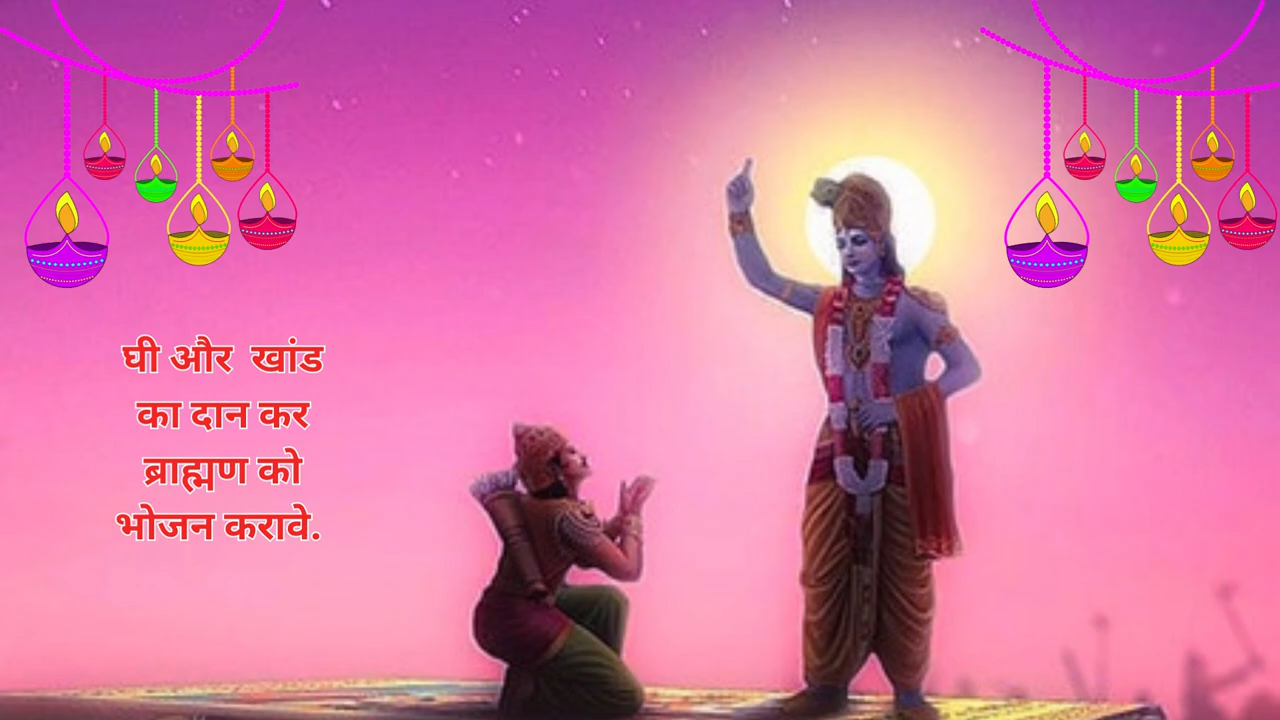 घी और खांड
का दान कर
ब्राह्मण को
भोजन करावे.